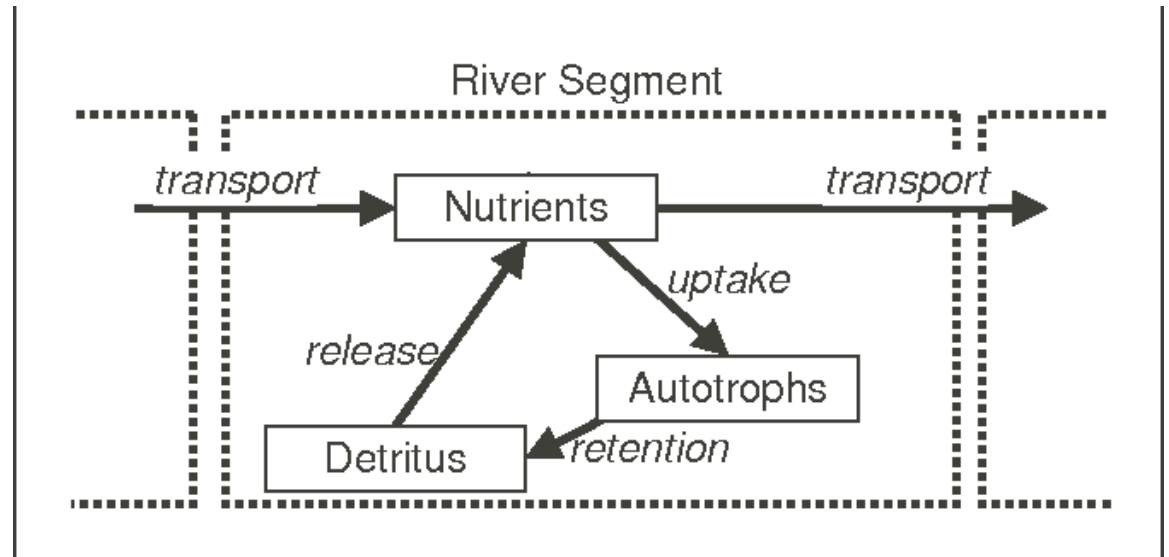 River Segment
transport
transport
Nutrients
uptake
release
Autotrophs
Detritus
retention